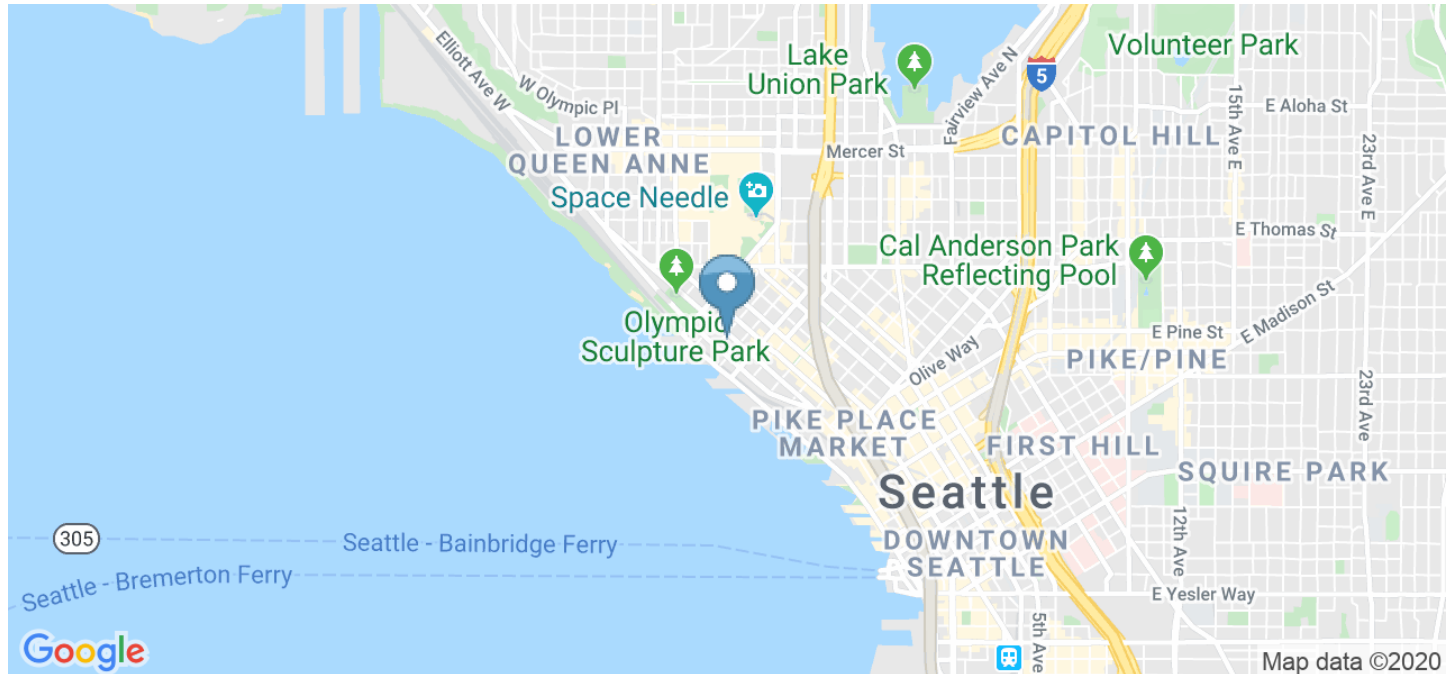 Elliott Ave W
W Olympic Pl
LOWER
QUEEN ANNE
Space Needle
Lake
Union Park
Fairview Ave N
5
Volunteer Park
E Aloha St
15th Ave E
23rd Ave E
CAPITOL HILL
Mercer St
E Thomas St
Cal Anderson Park
Reflecting Pool
Olympic
Sculpture Park
E Madison St
E Pine St
Olive Way
PIKE/PINE
23rd Ave
PIKE PLACE
MARKET
FIRST HILL
SQUIRE PARK
Seattle
DOWNTOWN
SEATTLE
12th Ave
305
Seattle - Bainbridge Ferry
Seattle - Bremerton Ferry
E Yesler Way
5th Ave
Google
Map data ©2020